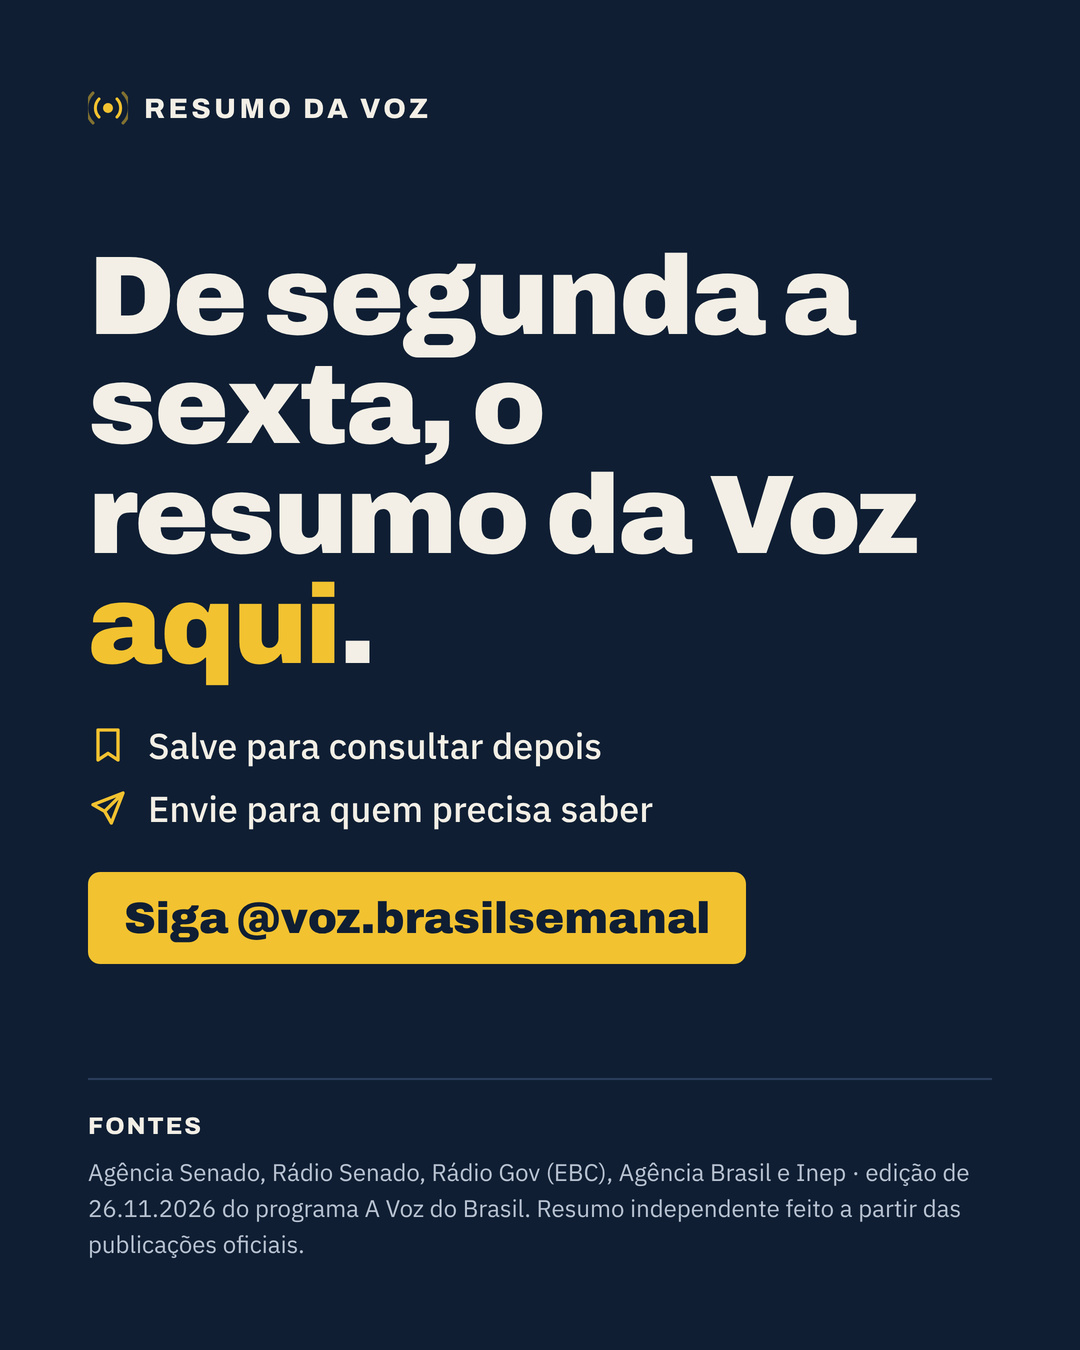 RESUMO DA VOZ
De segunda a
sexta, o
resumo da Voz
aqui.
Salve para consultar depois
Envie para quem precisa saber
Siga @voz.brasilsemanal
FONTES
Agência Senado, Rádio Senado, Rádio Gov (EBC), Agência Brasil e Inep · edição de
26.11.2026 do programa A Voz do Brasil. Resumo independente feito a partir das
publicações oficiais.